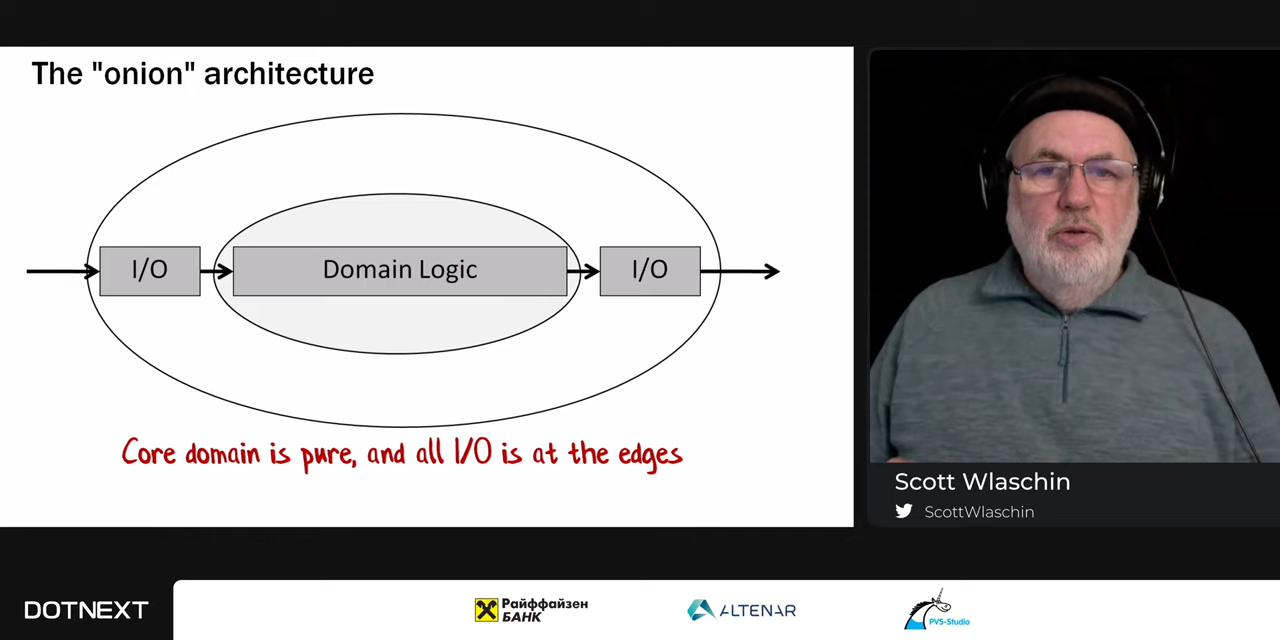 The "onion" architecture
I/O
Domain Logic
I/O
Core domain is pure, and all I/O is at the edges
Scott Wlaschin
ScottWlaschin
DOTNEXT
Райффайзен
БАНК
ALTENAR
PVS-Studio